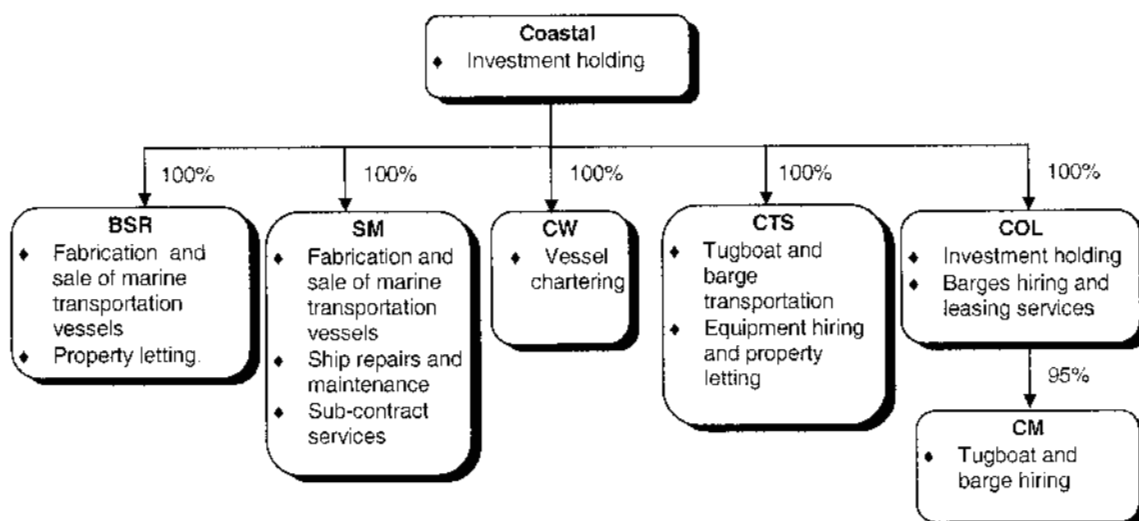 Coastal
♦ Investment holding
100%
100%
100%
100%
100%
BSR
♦ Fabrication and
sale of marine
transportation
vessels
♦ Property letting.
SM
♦ Fabrication and
sale of marine
transportation
vessels
♦ Ship repairs and
maintenance
♦ Sub-contract
services
CW
♦ Vessel
chartering
CTS
♦ Tugboat and
barge
transportation
♦ Equipment hiring
and property
letting
COL
♦ Investment holding
♦ Barges hiring and
leasing services
95%
CM
♦ Tugboat and
barge hiring